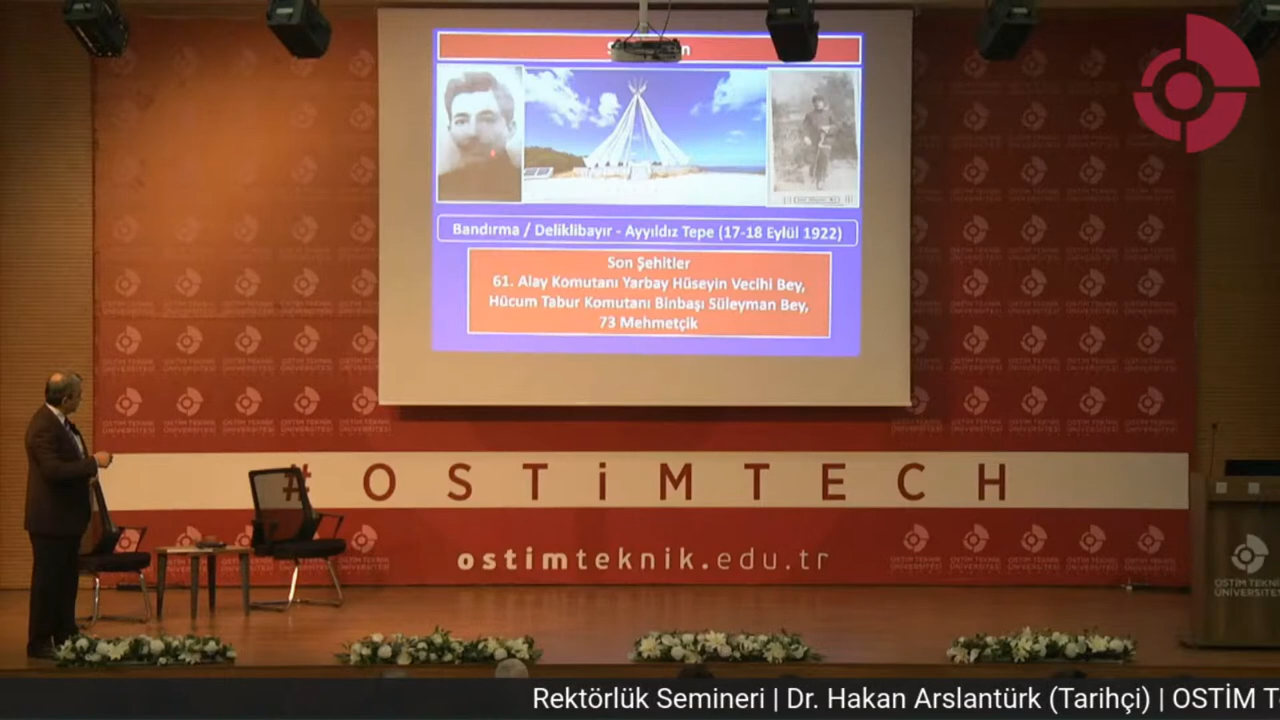 Bandırma / Deliklibayır - Ayyıldız Tepe (17-18 Eylül 1922)
Son Şehitler
61. Alay Komutanı Yarbay Hüseyin Vecihi Bey,
Hücum Tabur Komutanı Binbaşı Süleyman Bey,
73 Mehmetçik
#OSTİMTECH
ostimteknik.edu.tr
OSTİM TEKNİK
ÜNİVERSİTESİ
Rektörlük Semineri | Dr. Hakan Arslantürk (Tarihçi) | OSTİM T